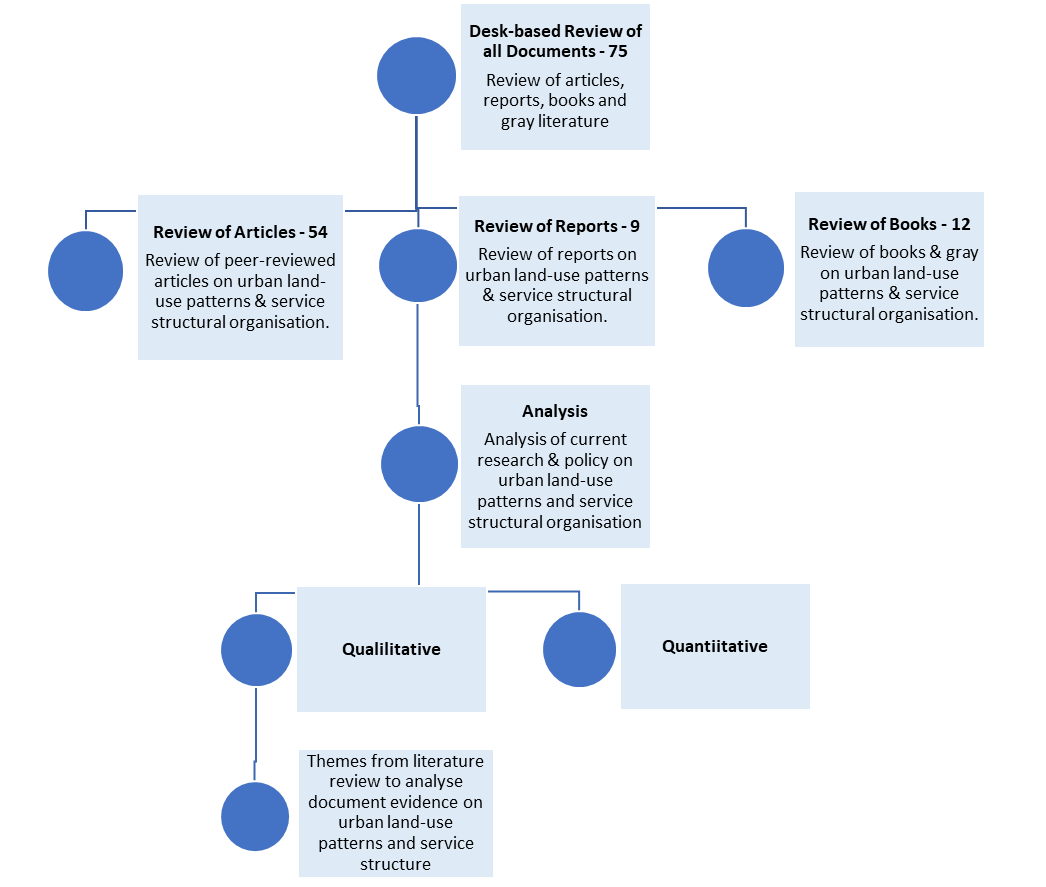 Desk-based Review of
all Documents - 75
Review of articles,
reports, books and
gray literature
Review of Articles - 54
Review of peer-reviewed
articles on urban land-
use patterns & service
structural organisation.
Review of Reports - 9
Review of reports on
urban land-use patterns
& service structural
organisation.
Review of Books - 12
Review of books & gray
on urban land-use
patterns & service
structural organisation.
Analysis
Analysis of current
research & policy on
urban land-use
patterns and service
structural organisation
Qualilitative
Quantiitative
Themes from literature
review to analyse
document evidence on
urban land-use
patterns and service
structure